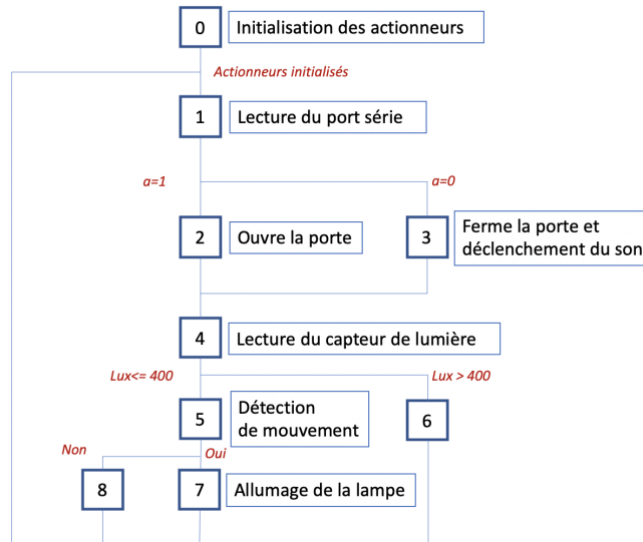 0
Initialisation des actionneurs
Actionneurs initialisés
1
Lecture du port série
a=1
a=0
2
Ouvre la porte
3
Ferme la porte et
déclenchement du son
4
Lecture du capteur de lumière
Lux<= 400
Lux > 400
5
Détection
de mouvement
6
Non
Oui
8
7
Allumage de la lampe